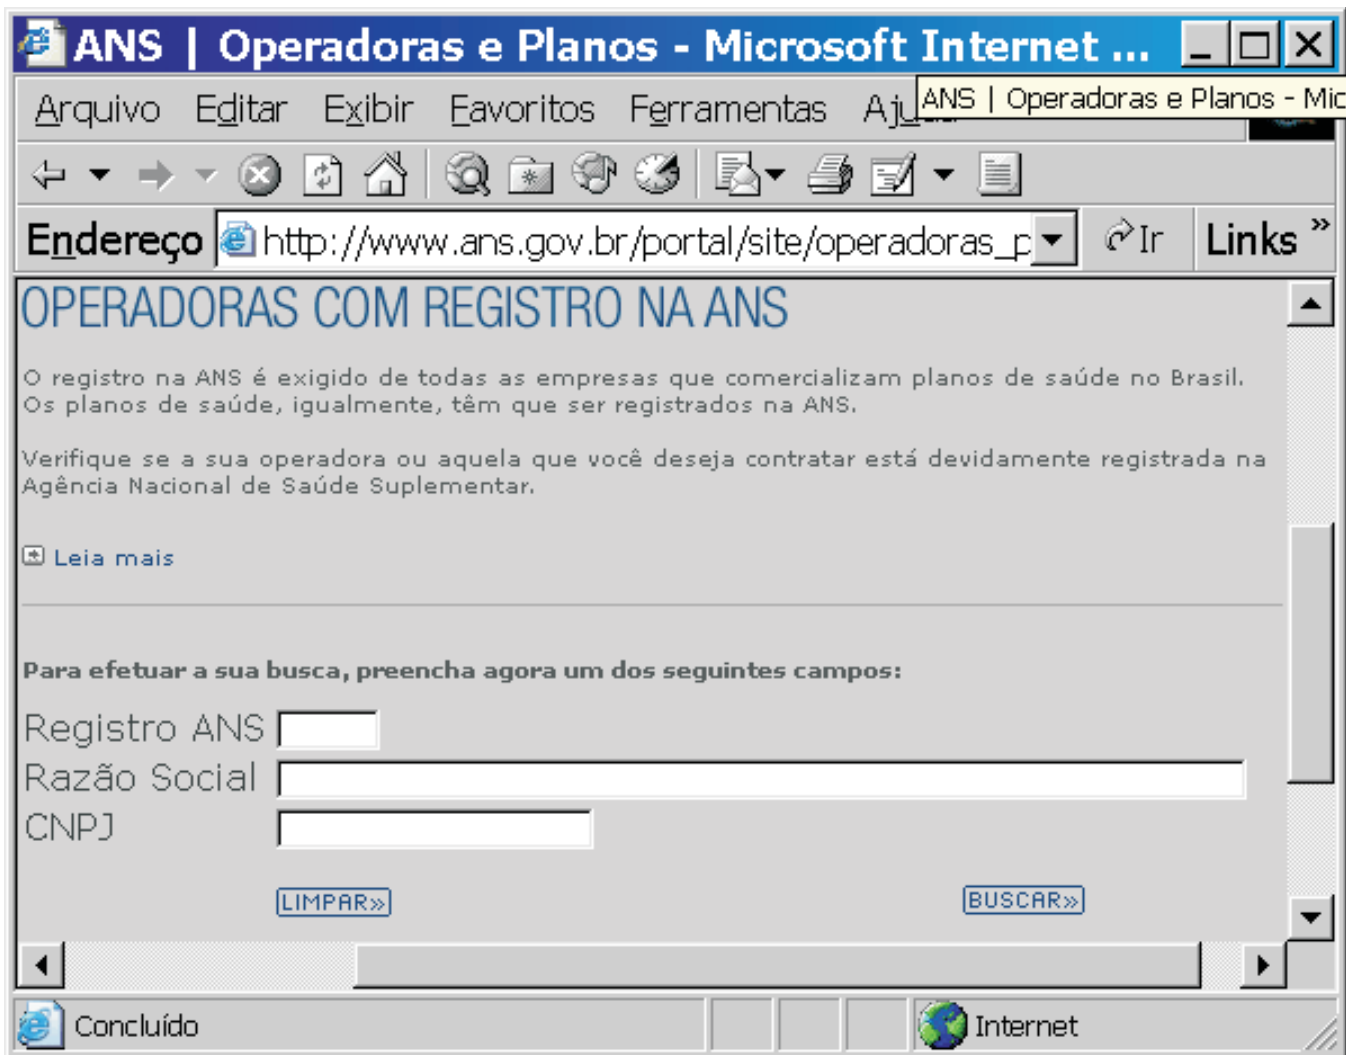 ANS | Operadoras e Planos - Microsoft Internet ...
ANS | Operadoras e Planos - Mic
Arquivo Editar Exibir Favoritos Ferramentas
Endereço http://www.ans.gov.br/portal/site/operadoras_p Ir Links »
OPERADORAS COM REGISTRO NA ANS
O registro na ANS é exigido de todas as empresas que comercializam planos de saúde no Brasil.
Os planos de saúde, igualmente, têm que ser registrados na ANS.
Verifique se a sua operadora ou aquela que você deseja contratar está devidamente registrada na
Agência Nacional de Saúde Suplementar.
Leia mais
Para efetuar a sua busca, preencha agora um dos seguintes campos:
Registro ANS
Razão Social
CNPJ
LIMPAR» BUSCAR»
Concluído Internet